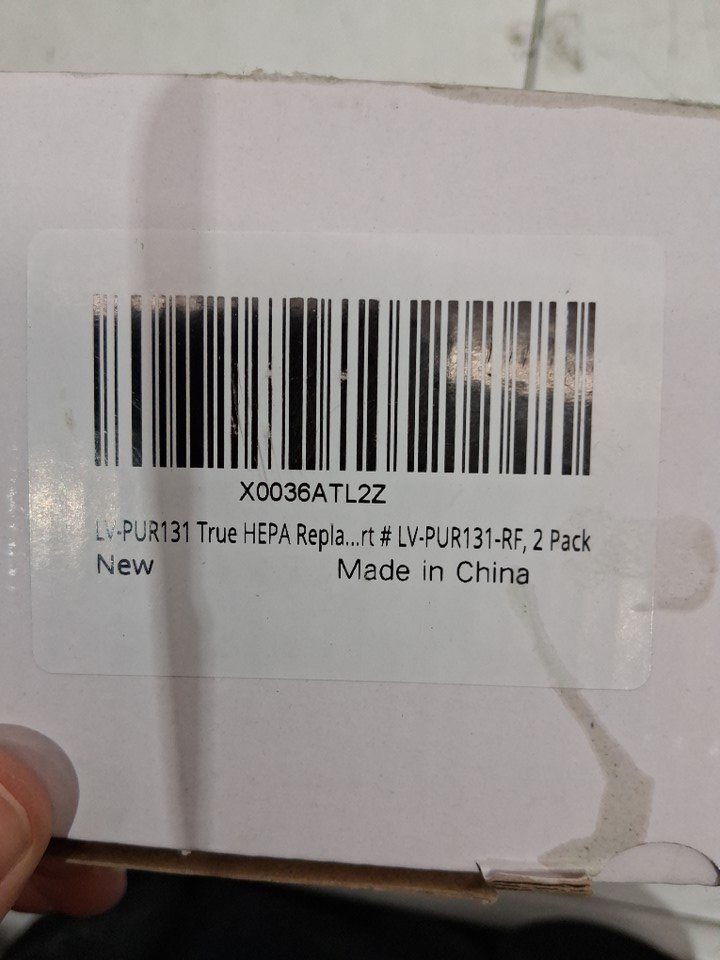 X0036ATL2Z
LV-PUR131 True HEPA Repla...rt # LV-PUR131-RF, 2 Pack
New Made in China